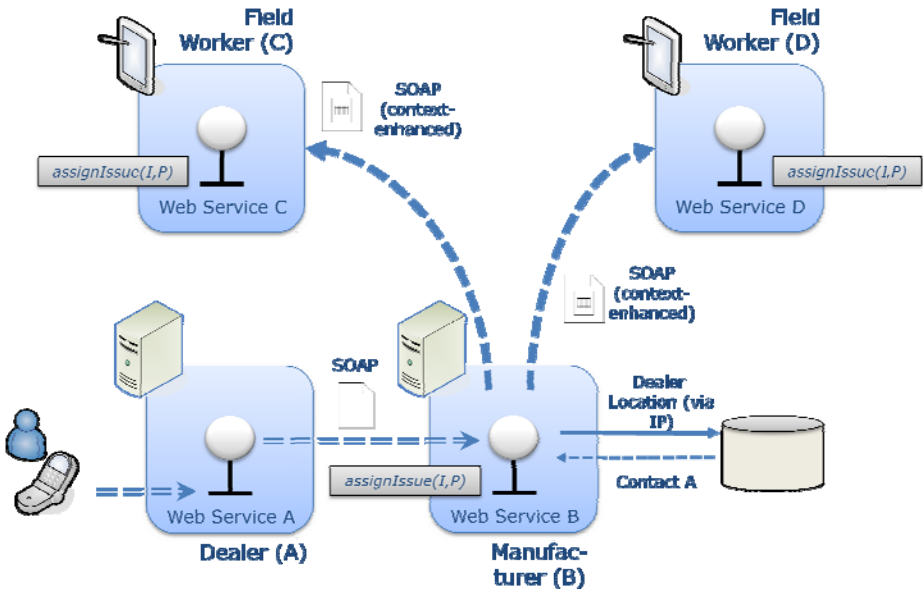 Field
Worker (C)
Field
Worker (D)
SOAP
(context-
enhanced)
assignIssuc(I,P)
Web Service C
assignIssuc(I,P)
Web Service D
SOAP
(context-
enhanced)
SOAP
Dealer
Location (via
IP)
assignIssue(I,P)
Contact A
Web Service A
Web Service B
Dealer (A)
Manufac-
turer (B)